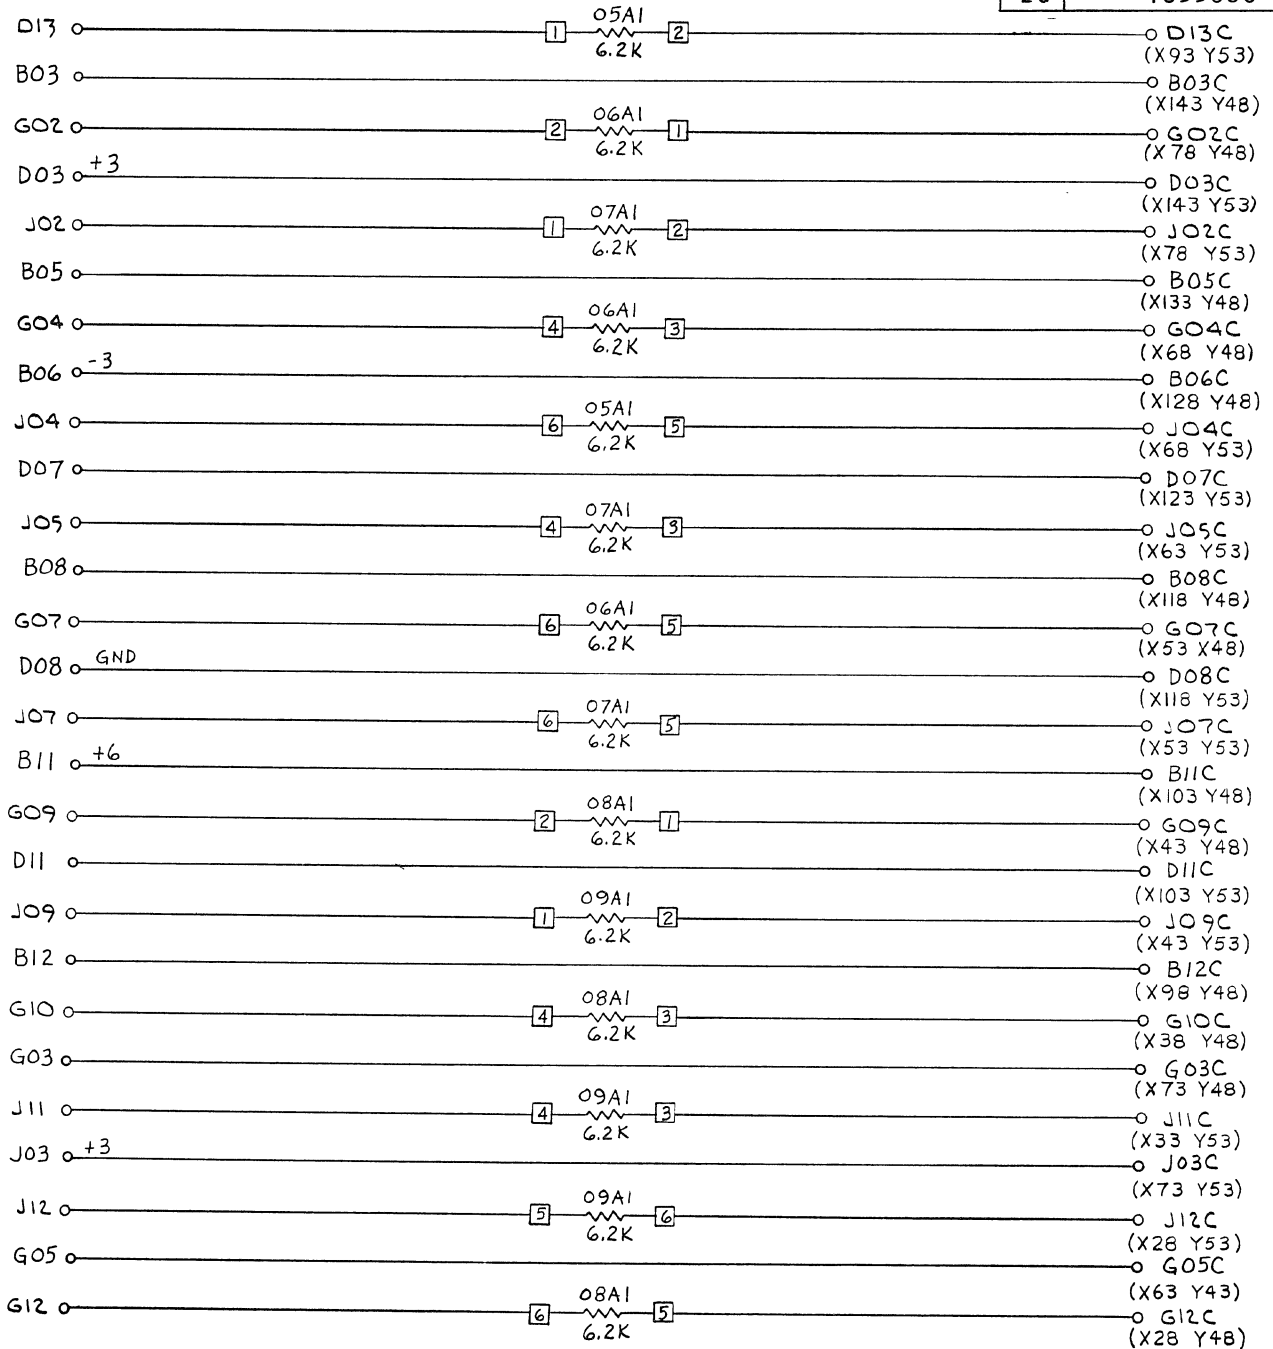 D13 1 05A1 6.2K 2 D13C
(X93 Y53)
B03 B03C
(X143 Y48)
G02 2 06A1 6.2K 1 G02C
(X78 Y48)
D03 +3 D03C
(X143 Y53)
J02 1 07A1 6.2K 2 J02C
(X78 Y53)
B05 B05C
(X133 Y48)
G04 4 06A1 6.2K 3 G04C
(X68 Y48)
B06 -3 B06C
(X128 Y48)
J04 6 05A1 6.2K 5 J04C
(X68 Y53)
D07 D07C
(X123 Y53)
J05 4 07A1 6.2K 3 J05C
(X63 Y53)
B08 B08C
(X118 Y48)
G07 6 06A1 6.2K 5 G07C
(X53 X48)
D08 GND D08C
(X118 Y53)
J07 6 07A1 6.2K 5 J07C
(X53 Y53)
B11 +6 B11C
(X103 Y48)
G09 2 08A1 6.2K 1 G09C
(X43 Y48)
D11 D11C
(X103 Y53)
J09 1 09A1 6.2K 2 J09C
(X43 Y53)
B12 B12C
(X98 Y48)
G10 4 08A1 6.2K 3 G10C
(X38 Y48)
G03 G03C
(X73 Y48)
J11 4 09A1 6.2K 3 J11C
(X33 Y53)
J03 +3 J03C
(X73 Y53)
J12 5 09A1 6.2K 6 J12C
(X28 Y53)
G05 G05C
(X63 Y43)
G12 6 08A1 6.2K 5 G12C
(X28 Y48)